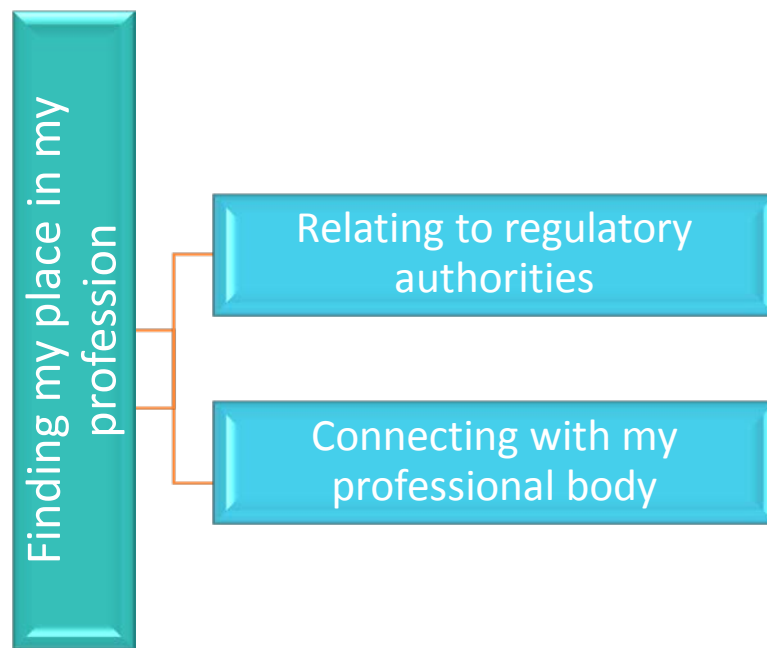 Finding my place in my
profession
Relating to regulatory
authorities
Connecting with my
professional body